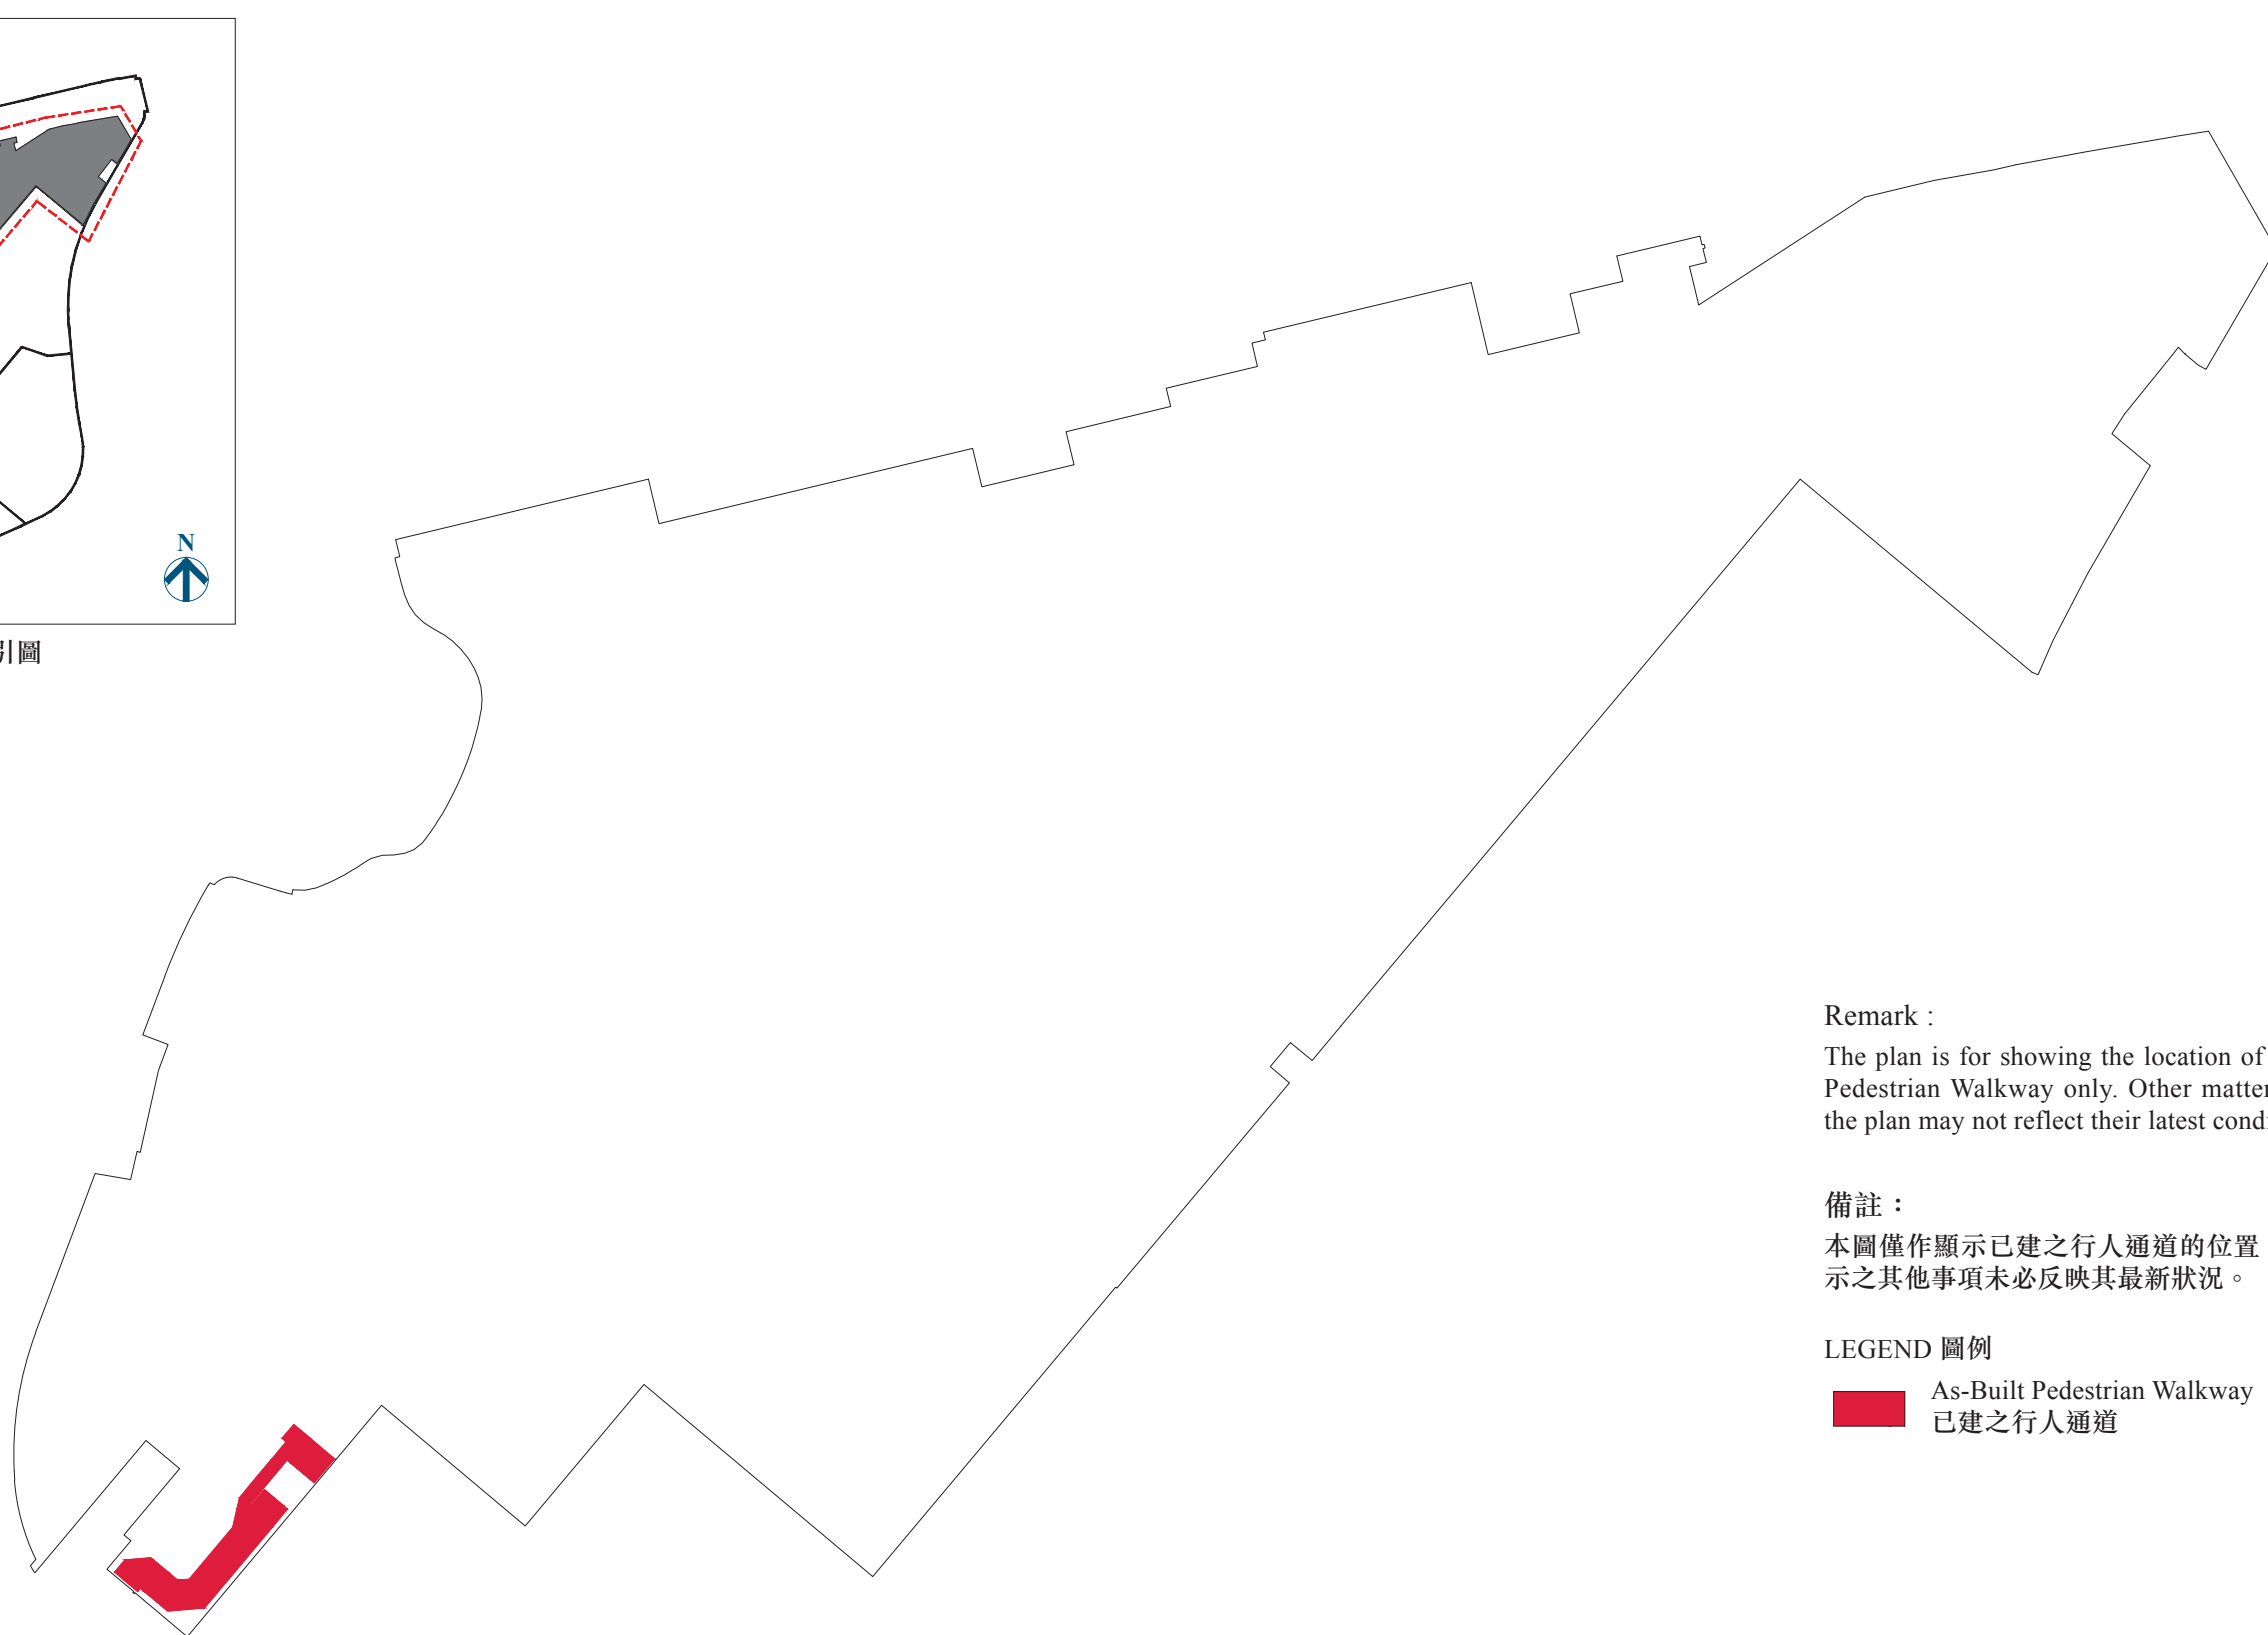 N
引圖
Remark :
The plan is for showing the location of
Pedestrian Walkway only. Other matter
the plan may not reflect their latest cond
備註：
本圖僅作顯示已建之行人通道的位置
示之其他事項未必反映其最新狀況。
LEGEND 圖例
As-Built Pedestrian Walkway
已建之行人通道